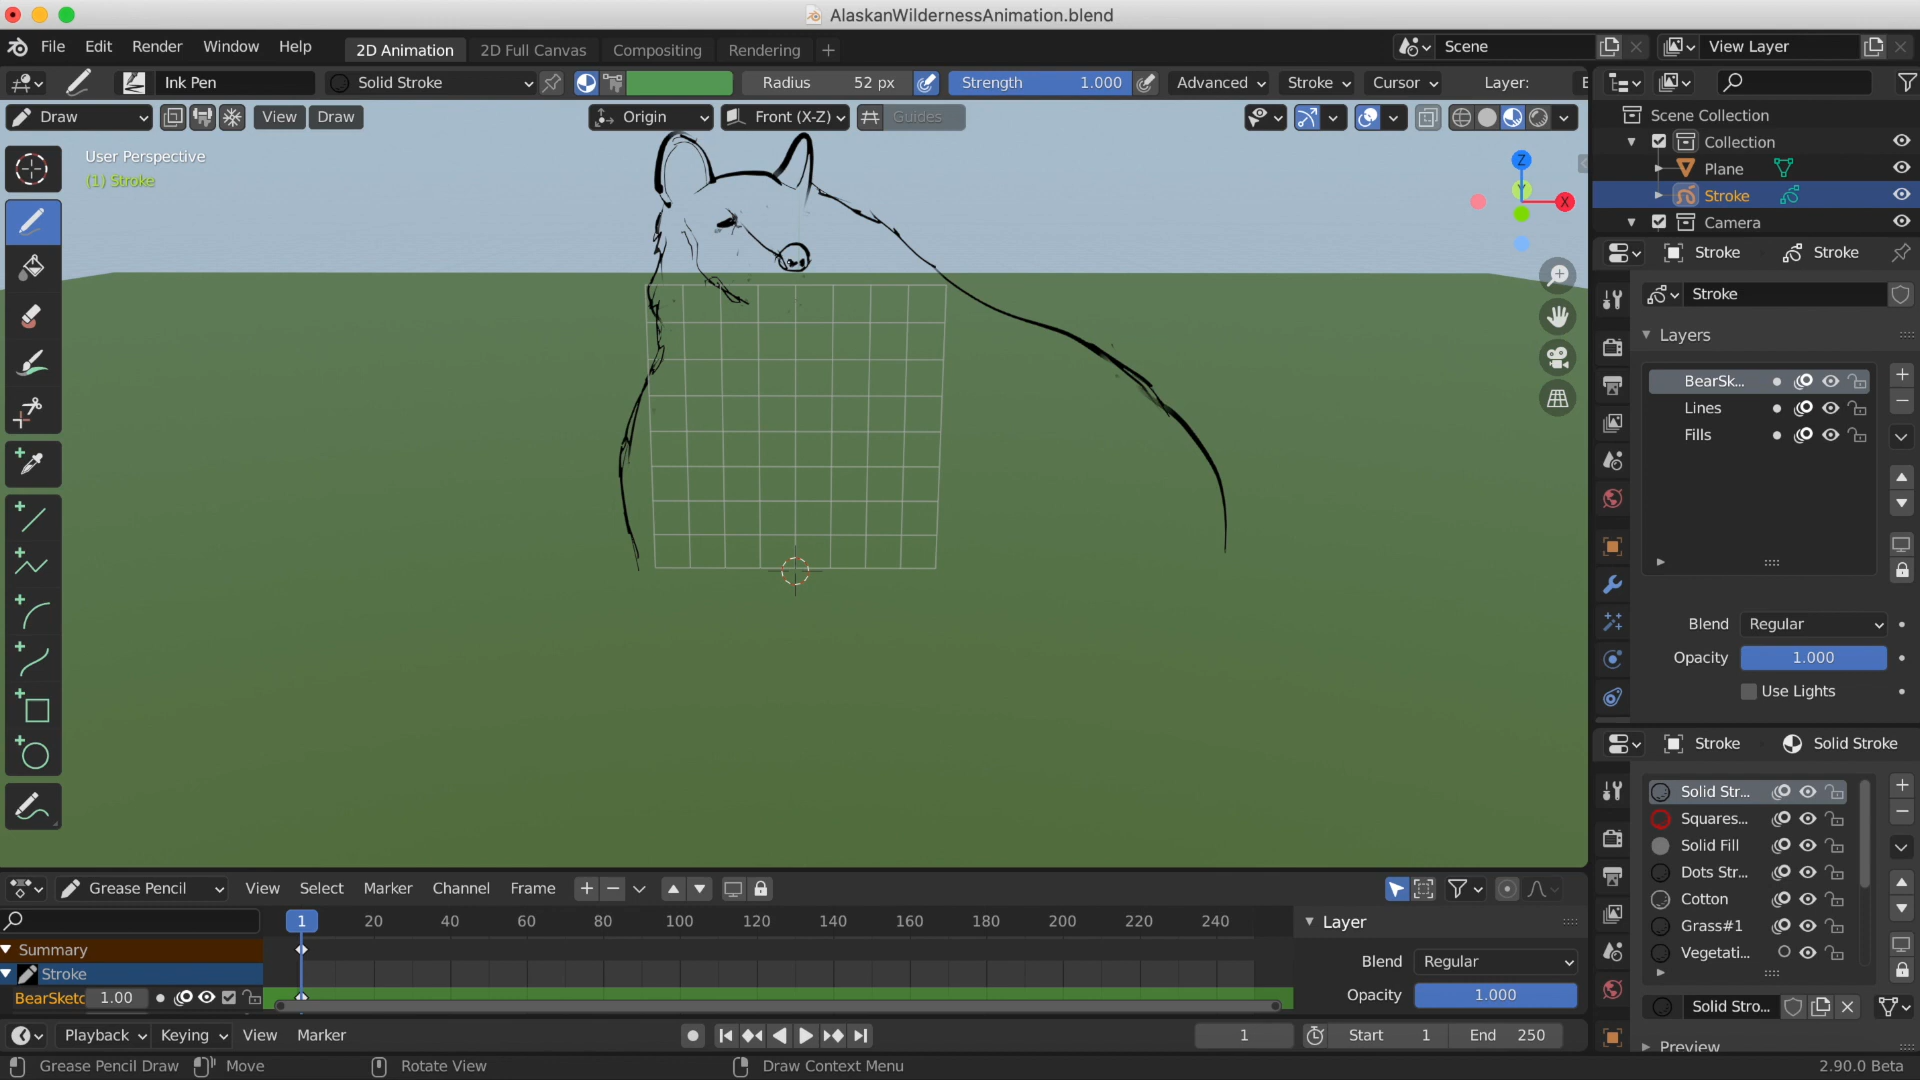 AlaskanWildernessAnimation.blend
File Edit Render Window Help 2D Animation 2D Full Canvas Compositing Rendering + Scene View Layer
Ink Pen Solid Stroke Radius 52 px Strength 1.000 Advanced Stroke Cursor Layer:
Draw View Draw Origin Front (X-Z) Guides
User Perspective
(1) Stroke
Z
Y
X
Scene Collection
Collection
Plane
Stroke
Camera
Stroke Stroke
Stroke
Layers
BearSk...
Lines
Fills
Blend Regular
Opacity 1.000
Use Lights
Stroke Solid Stroke
Solid Str...
Squares...
Solid Fill
Dots Str...
Cotton
Grass#1
Vegetati...
Solid Stro...
Preview
Grease Pencil View Select Marker Channel Frame
1 20 40 60 80 100 120 140 160 180 200 220 240
Summary
Stroke
BearSketc 1.00
Layer
Blend Regular
Opacity 1.000
Playback Keying View Marker 1 Start 1 End 250
Grease Pencil Draw Move Rotate View Draw Context Menu 2.90.0 Beta